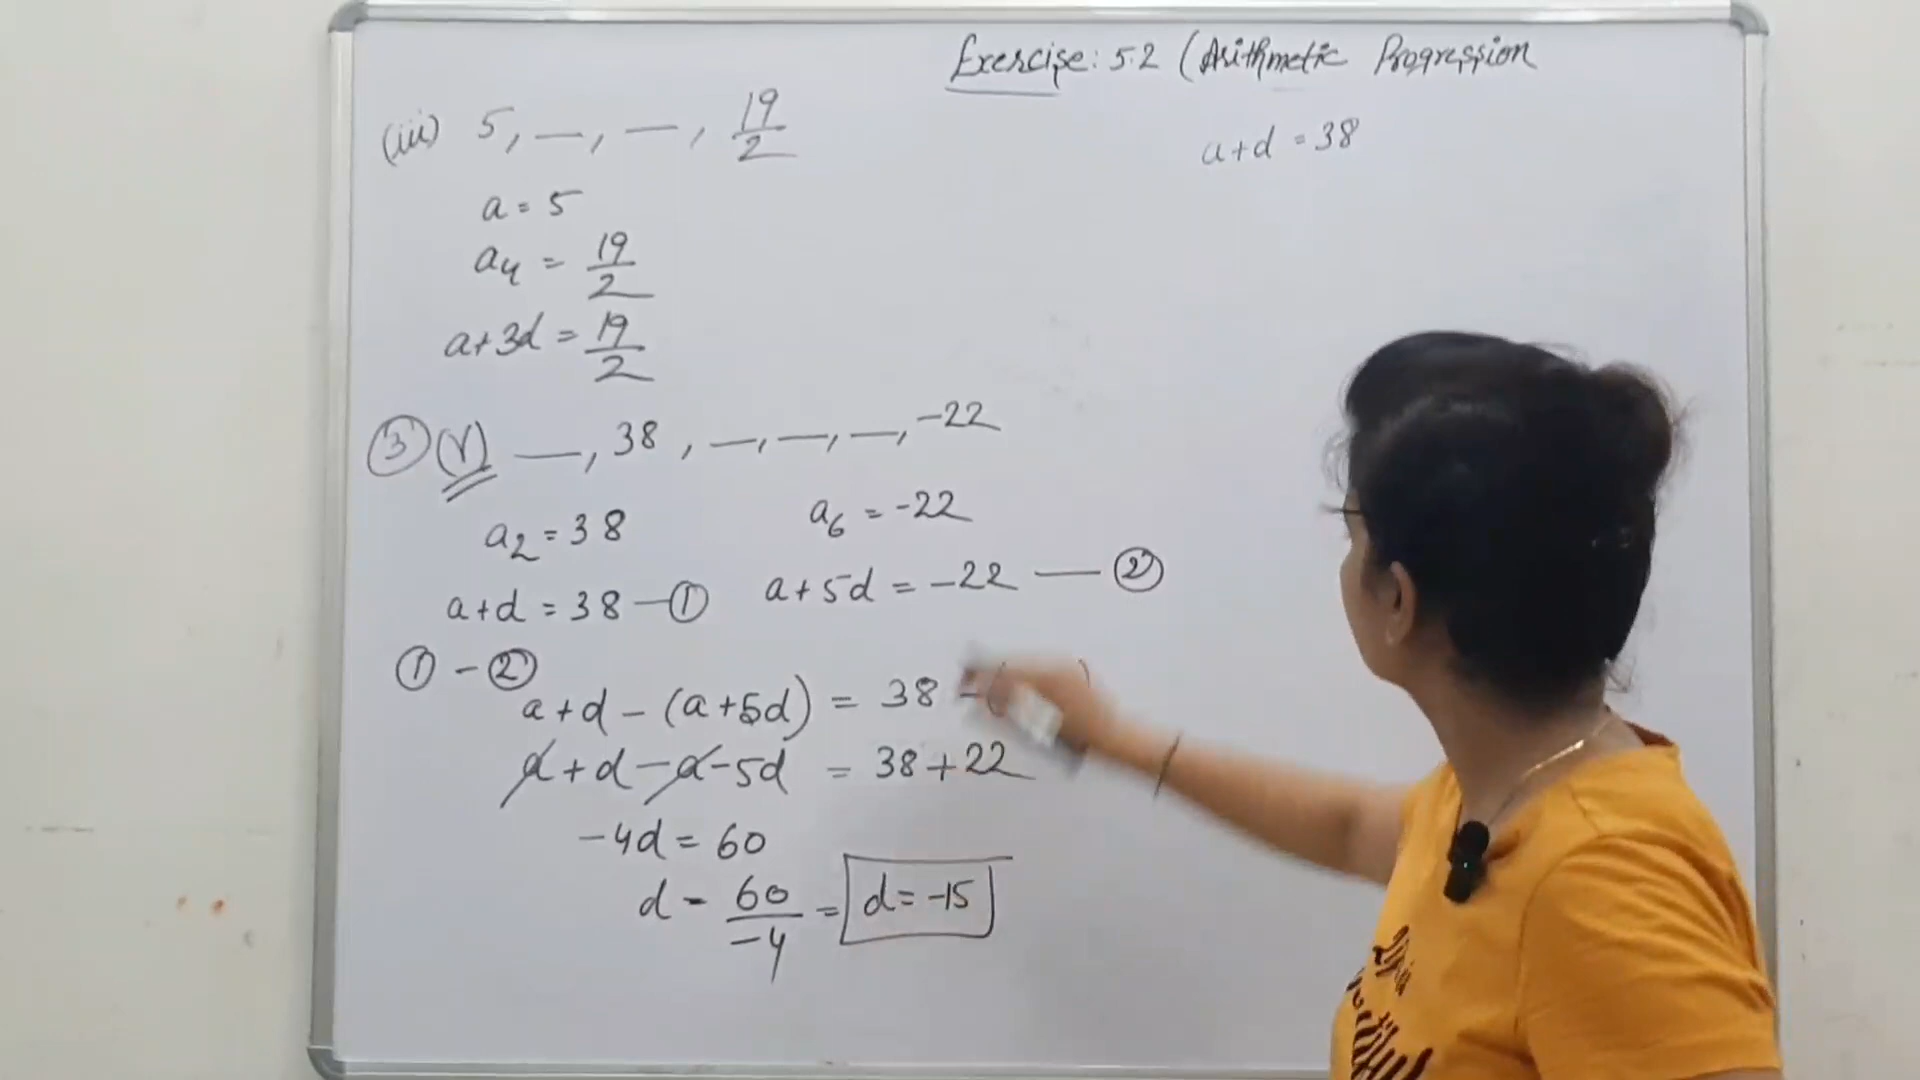 Exercise: 5.2 (Arithmetic Progression
(iii) 5, —, —, 19/2
a = 5
a₄ = 19/2
a+3d = 19/2
a+d = 38
③ (v) —, 38, —, —, —, -22
a₂ = 38
a₆ = -22
a+d = 38 — ①
a+5d = -22 — ②
① - ②
a+d-(a+5d) = 38 - (
a+d-a-5d = 38+22
-4d = 60
d = 60/-4 = d = -15